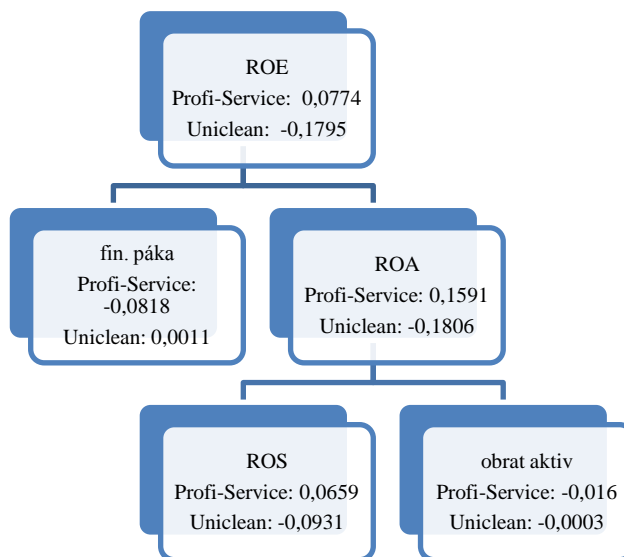 ROE
Profi-Service: 0,0774
Uniclean: -0,1795
fin. páka
Profi-Service:
-0,0818
Uniclean: 0,0011
ROA
Profi-Service: 0,1591
Uniclean: -0,1806
ROS
Profi-Service: 0,0659
Uniclean: -0,0931
obrat aktiv
Profi-Service: -0,016
Uniclean: -0,0003